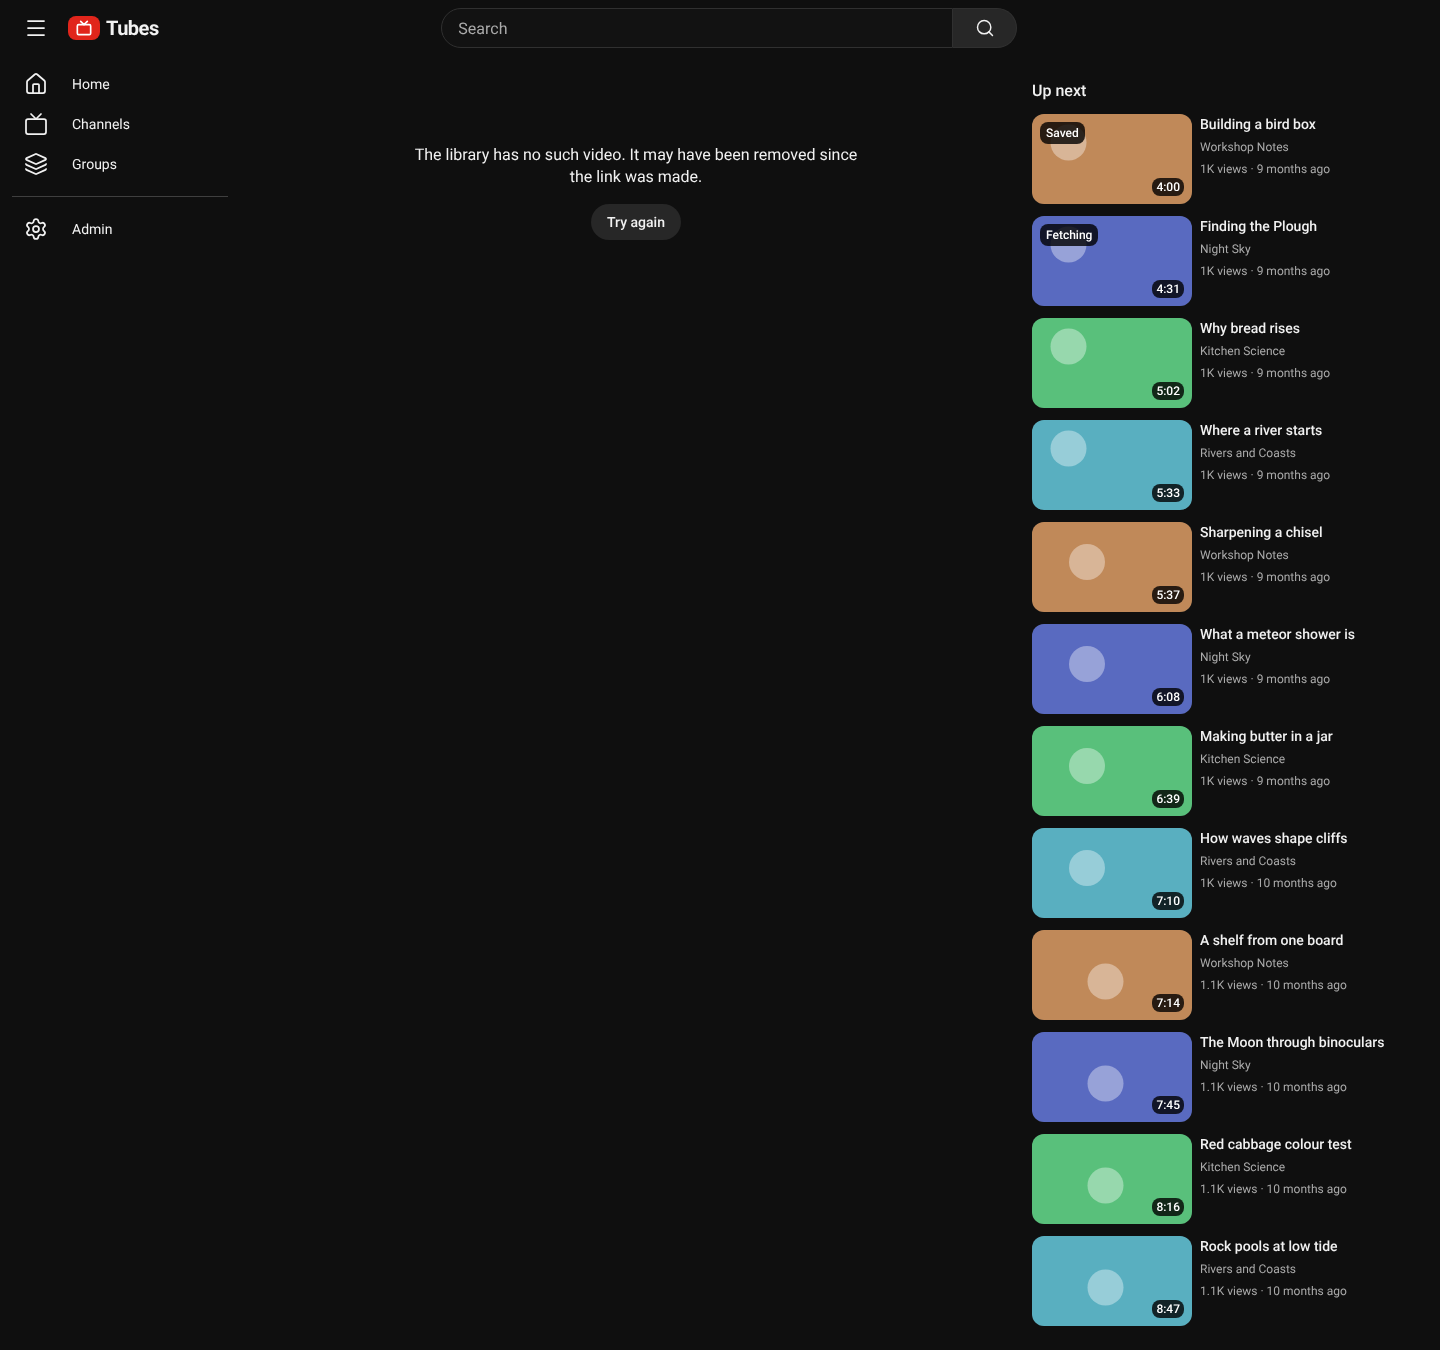 Tubes
Search
Home
Channels
Groups
Admin
The library has no such video. It may have been removed since
the link was made.
Try again
Up next
Saved
4:00
Building a bird box
Workshop Notes
1K views · 9 months ago
Fetching
4:31
Finding the Plough
Night Sky
1K views · 9 months ago
5:02
Why bread rises
Kitchen Science
1K views · 9 months ago
5:33
Where a river starts
Rivers and Coasts
1K views · 9 months ago
5:37
Sharpening a chisel
Workshop Notes
1K views · 9 months ago
6:08
What a meteor shower is
Night Sky
1K views · 9 months ago
6:39
Making butter in a jar
Kitchen Science
1K views · 9 months ago
7:10
How waves shape cliffs
Rivers and Coasts
1K views · 10 months ago
7:14
A shelf from one board
Workshop Notes
1.1K views · 10 months ago
7:45
The Moon through binoculars
Night Sky
1.1K views · 10 months ago
8:16
Red cabbage colour test
Kitchen Science
1.1K views · 10 months ago
8:47
Rock pools at low tide
Rivers and Coasts
1.1K views · 10 months ago